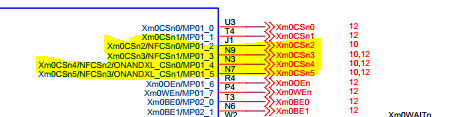 Xm0CSn0/MP01_0 U3 Xm0CSn0 12
Xm0CSn1/MP01_1 T4 Xm0CSn1 12
Xm0CSn2/NFCSn0/MP01_2 J1 Xm0CSn2 10
Xm0CSn3/NFCSn1/MP01_3 N9 Xm0CSn3 10,12
Xm0CSn4/NFCSn2/ONANDXL_CSn0/MP01_4 N3 Xm0CSn4 10,12
Xm0CSn5/NFCSn3/ONANDXL_CSn1/MP01_5 N7 Xm0CSn5 10,12
Xm0OEn/MP01_6 R4 Xm0OEn 12
Xm0WEn/MP01_7 P4 Xm0WEn 12
Xm0BE0/MP02_0 T3 Xm0BE0 12
Xm0BE1/MP02_1 N6 Xm0BE1 12
W2 Xm0WAITn